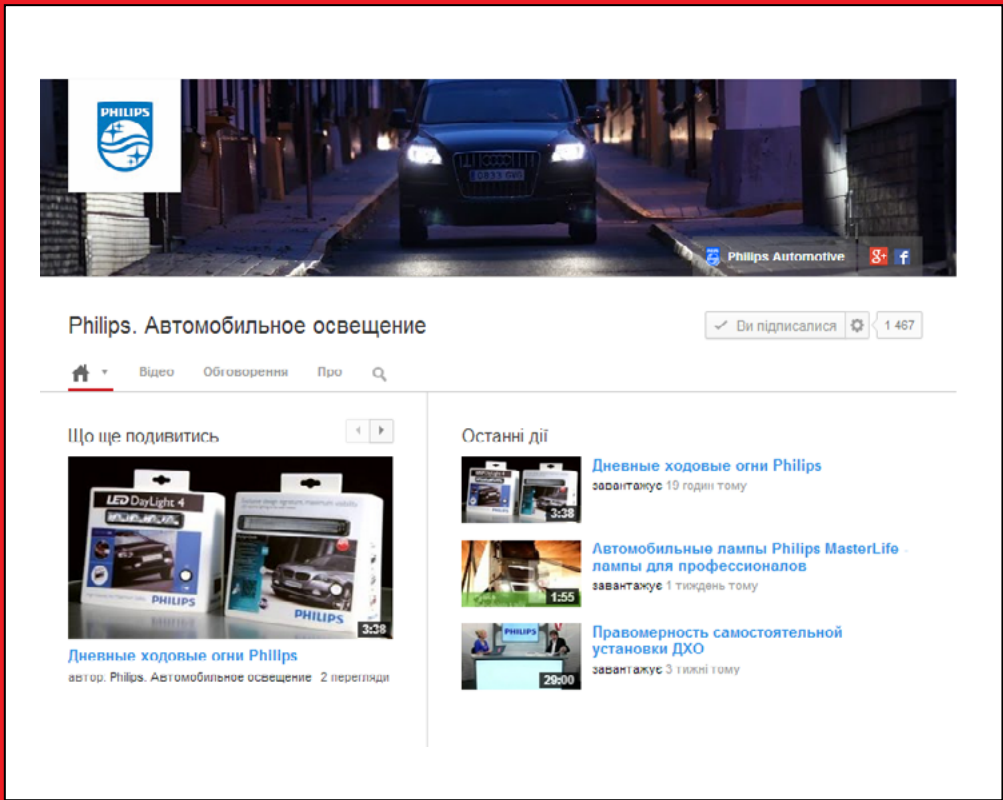 PHILIPS
Philips Automotive
Philips. Автомобильное освещение
Ви підписалися
1 467
Відео Обговорення Про
Що ще подивитись
LED DayLight 4
PHILIPS
PHILIPS
3:38
Дневные ходовые огни Philips
автор: Philips. Автомобильное освещение 2 перегляди
Останні дії
3:38
Дневные ходовые огни Philips
завантажує 19 годин тому
1:55
Автомобильные лампы Philips MasterLife -
лампы для профессионалов
завантажує 1 тиждень тому
PHILIPS
29:00
Правомерность самостоятельной
установки ДХО
завантажує 3 тижні тому